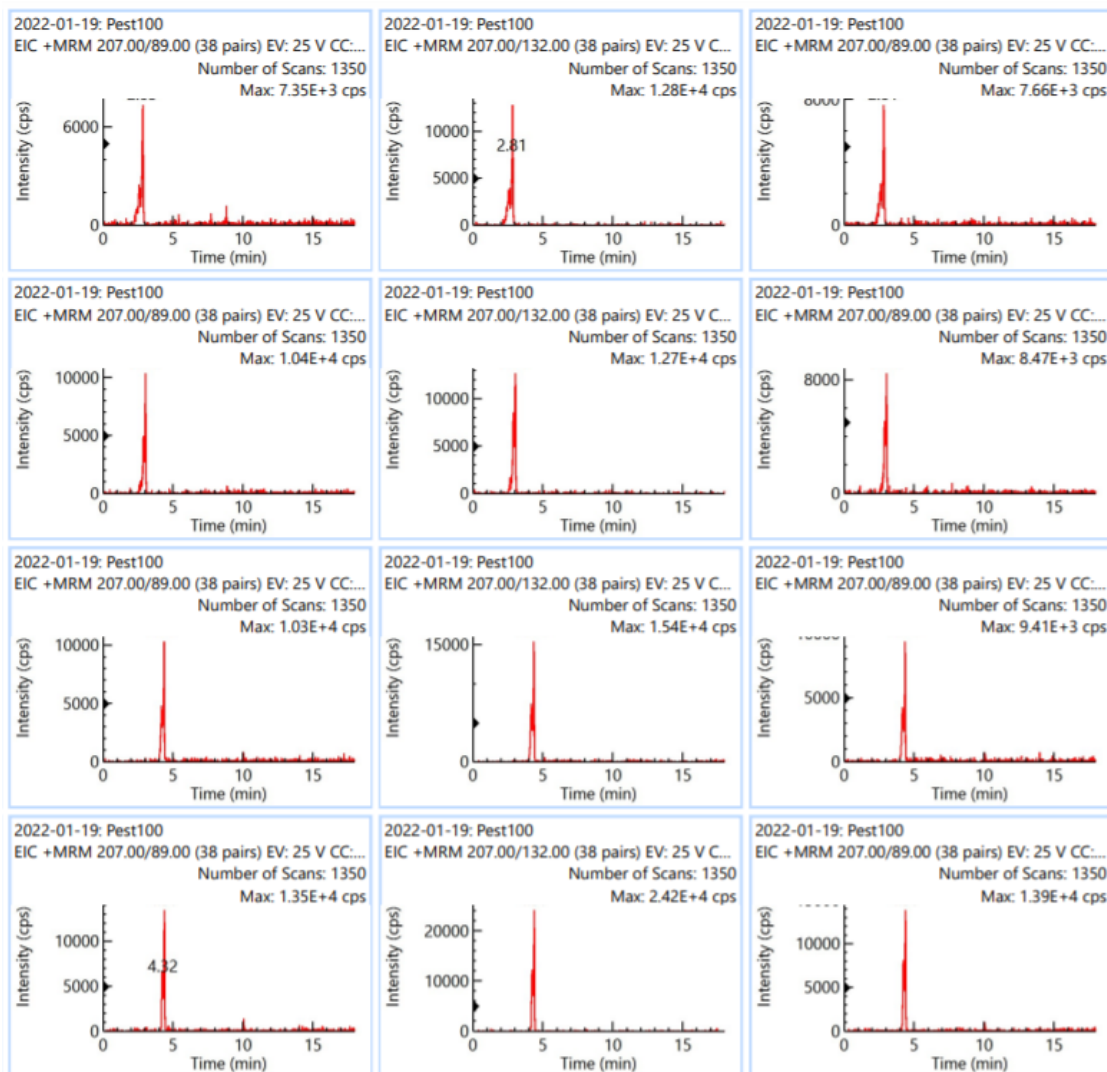 2022-01-19: Pest100
EIC +MRM 207.00/89.00 (38 pairs) EV: 25 V CC:...
Number of Scans: 1350
Max: 7.35E+3 cps
Intensity (cps)
6000
0
0 5 10 15
Time (min)
2022-01-19: Pest100
EIC +MRM 207.00/132.00 (38 pairs) EV: 25 V C...
Number of Scans: 1350
Max: 1.28E+4 cps
Intensity (cps)
10000
2.81
5000
0
0 5 10 15
Time (min)
2022-01-19: Pest100
EIC +MRM 207.00/89.00 (38 pairs) EV: 25 V CC:...
Number of Scans: 1350
Max: 7.66E+3 cps
Intensity (cps)
8000
0
0 5 10 15
Time (min)
2022-01-19: Pest100
EIC +MRM 207.00/89.00 (38 pairs) EV: 25 V CC:...
Number of Scans: 1350
Max: 1.04E+4 cps
Intensity (cps)
10000
5000
0
0 5 10 15
Time (min)
2022-01-19: Pest100
EIC +MRM 207.00/132.00 (38 pairs) EV: 25 V C...
Number of Scans: 1350
Max: 1.27E+4 cps
Intensity (cps)
10000
5000
0
0 5 10 15
Time (min)
2022-01-19: Pest100
EIC +MRM 207.00/89.00 (38 pairs) EV: 25 V CC:...
Number of Scans: 1350
Max: 8.47E+3 cps
Intensity (cps)
8000
0
0 5 10 15
Time (min)
2022-01-19: Pest100
EIC +MRM 207.00/89.00 (38 pairs) EV: 25 V CC:...
Number of Scans: 1350
Max: 1.03E+4 cps
Intensity (cps)
10000
5000
0
0 5 10 15
Time (min)
2022-01-19: Pest100
EIC +MRM 207.00/132.00 (38 pairs) EV: 25 V C...
Number of Scans: 1350
Max: 1.54E+4 cps
Intensity (cps)
15000
0
0 5 10 15
Time (min)
2022-01-19: Pest100
EIC +MRM 207.00/89.00 (38 pairs) EV: 25 V CC:...
Number of Scans: 1350
Max: 9.41E+3 cps
Intensity (cps)
5000
0
0 5 10 15
Time (min)
2022-01-19: Pest100
EIC +MRM 207.00/89.00 (38 pairs) EV: 25 V CC:...
Number of Scans: 1350
Max: 1.35E+4 cps
Intensity (cps)
10000
4.32
5000
0
0 5 10 15
Time (min)
2022-01-19: Pest100
EIC +MRM 207.00/132.00 (38 pairs) EV: 25 V C...
Number of Scans: 1350
Max: 2.42E+4 cps
Intensity (cps)
20000
10000
0
0 5 10 15
Time (min)
2022-01-19: Pest100
EIC +MRM 207.00/89.00 (38 pairs) EV: 25 V CC:...
Number of Scans: 1350
Max: 1.39E+4 cps
Intensity (cps)
10000
5000
0
0 5 10 15
Time (min)